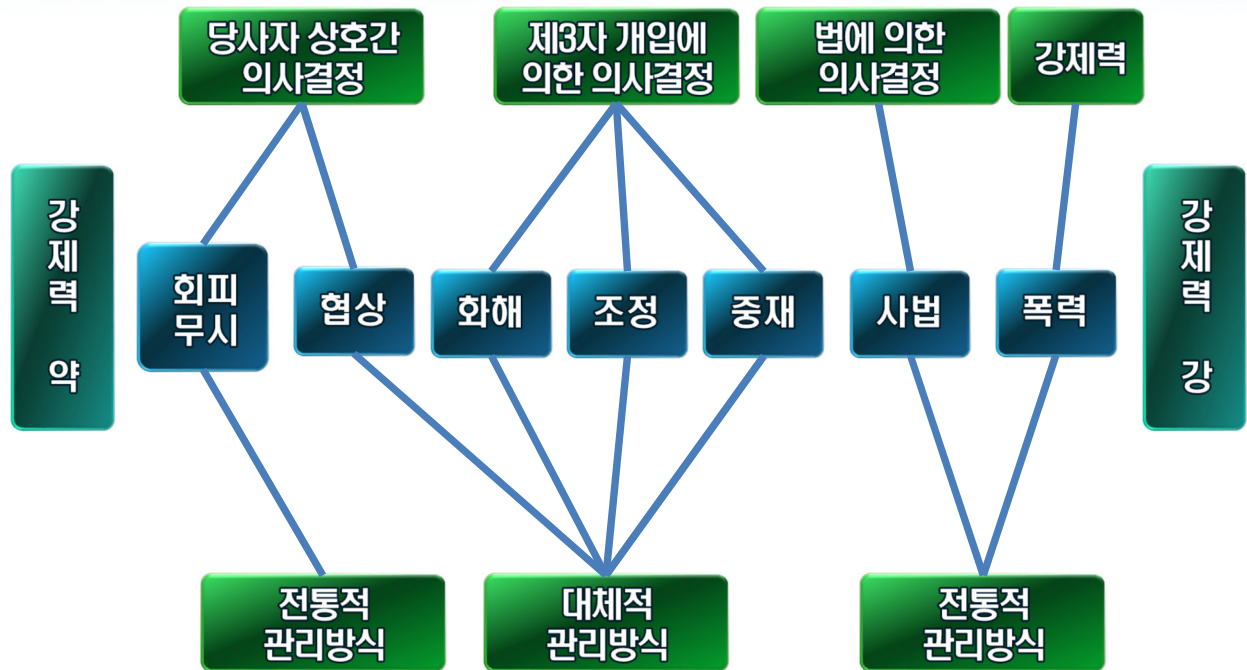 당사자 상호간
의사결정
제3자 개입에
의한 의사결정
법에 의한
의사결정
강제력
강제력 약
회피
무시
협상
화해
조정
중재
사법
폭력
강제력 강
전통적
관리방식
대체적
관리방식
전통적
관리방식